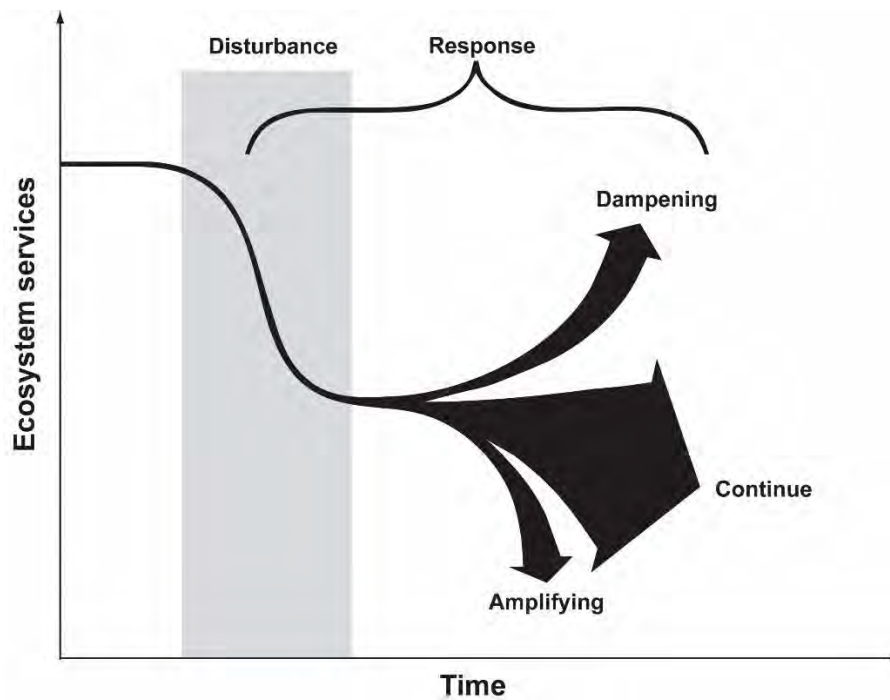 Disturbance
Response
Dampening
Ecosystem services
Continue
Amplifying
Time